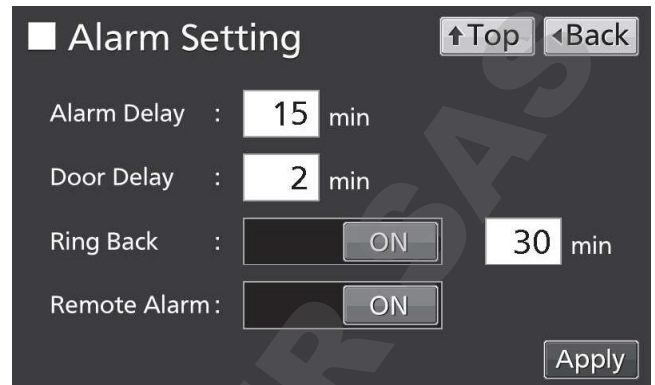 ■ Alarm Setting ↑Top ◂Back
Alarm Delay : 15 min
Door Delay : 2 min
Ring Back : ON 30 min
Remote Alarm: ON
Apply